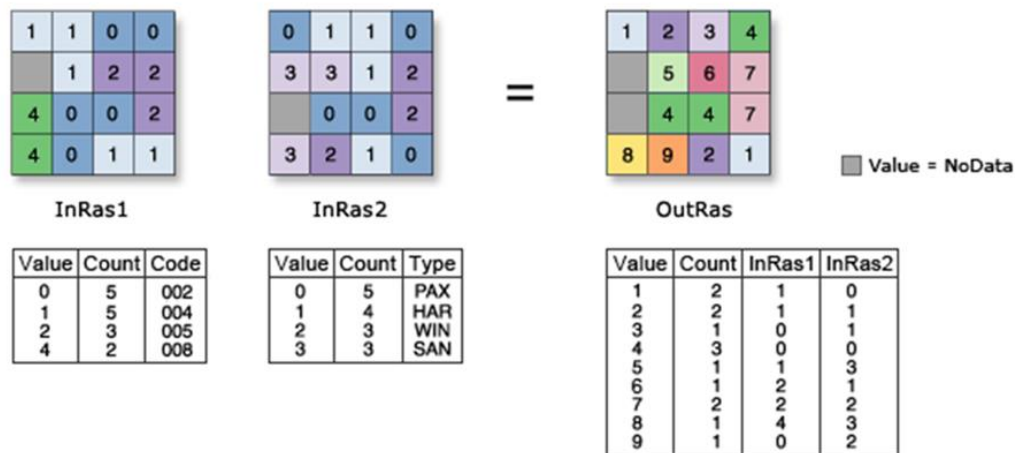 1 1 0 0 0 1 1 0 1 2 3 4
1 2 2 3 3 1 2 = 5 6 7
4 0 0 2 0 0 2 4 4 7
4 0 1 1 3 2 1 0 8 9 2 1
Value = NoData
InRas1 InRas2 OutRas
Value Count Code Value Count Type Value Count InRas1 InRas2
0 5 002 0 5 PAX 1 2 1 0
1 5 004 1 4 HAR 2 2 1 1
2 3 005 2 3 WIN 3 1 0 1
4 2 008 3 3 SAN 4 3 0 0
5 1 1 3
6 1 2 1
7 2 2 2
8 1 4 3
9 1 0 2